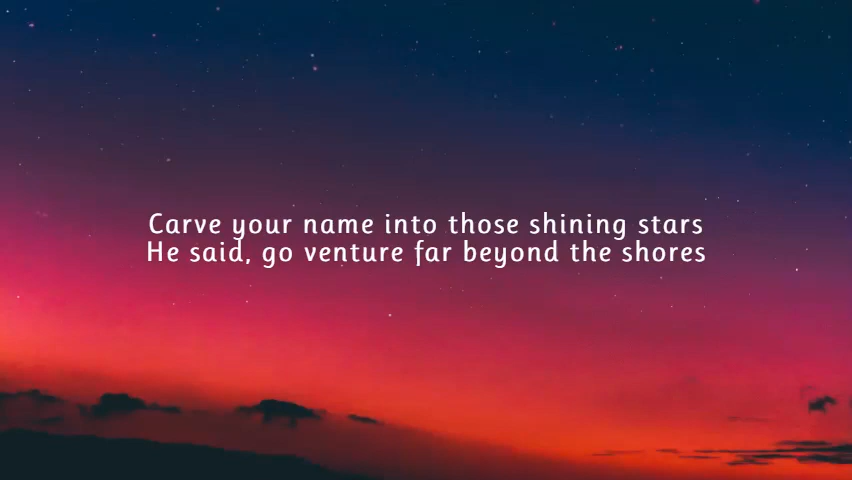 Carve your name into those shining stars
He said, go venture far beyond the shores